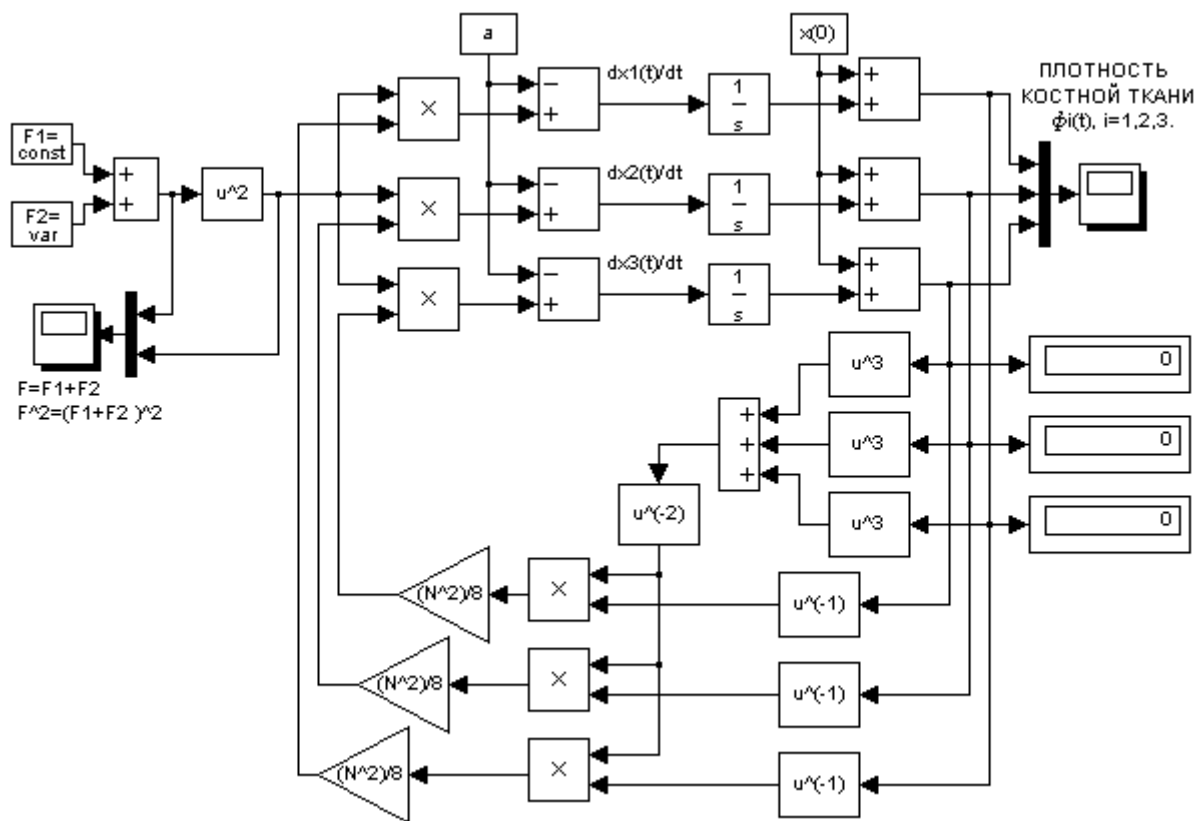 a
x(0)
dx1(t)/dt
1
s
+
+
ПЛОТНОСТЬ
КОСТНОЙ ТКАНИ
ϕi(t), i=1,2,3.
F1=
const
F2=
var
+
+
u^2
×
−
+
×
−
+
dx2(t)/dt
1
s
+
+
×
−
+
dx3(t)/dt
1
s
+
+
F=F1+F2
F^2=(F1+F2 )^2
u^3
0
+
+
+
u^3
0
u^3
0
u^(-2)
(N^2)/8
×
u^(-1)
(N^2)/8
×
u^(-1)
(N^2)/8
×
u^(-1)